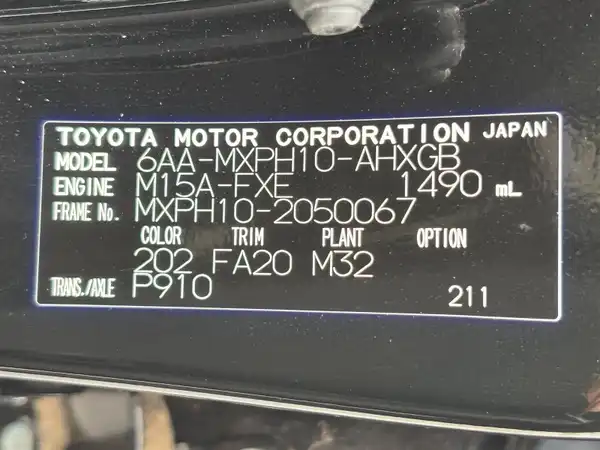 TOYOTA MOTOR CORPORATION JAPAN
MODEL 6AA-MXPH10-AHXGB
ENGINE M15A-FXE 1490 mL
FRAME No. MXPH10-2050067
COLOR TRIM PLANT OPTION
202 FA20 M32
TRANS./AXLE P910 211